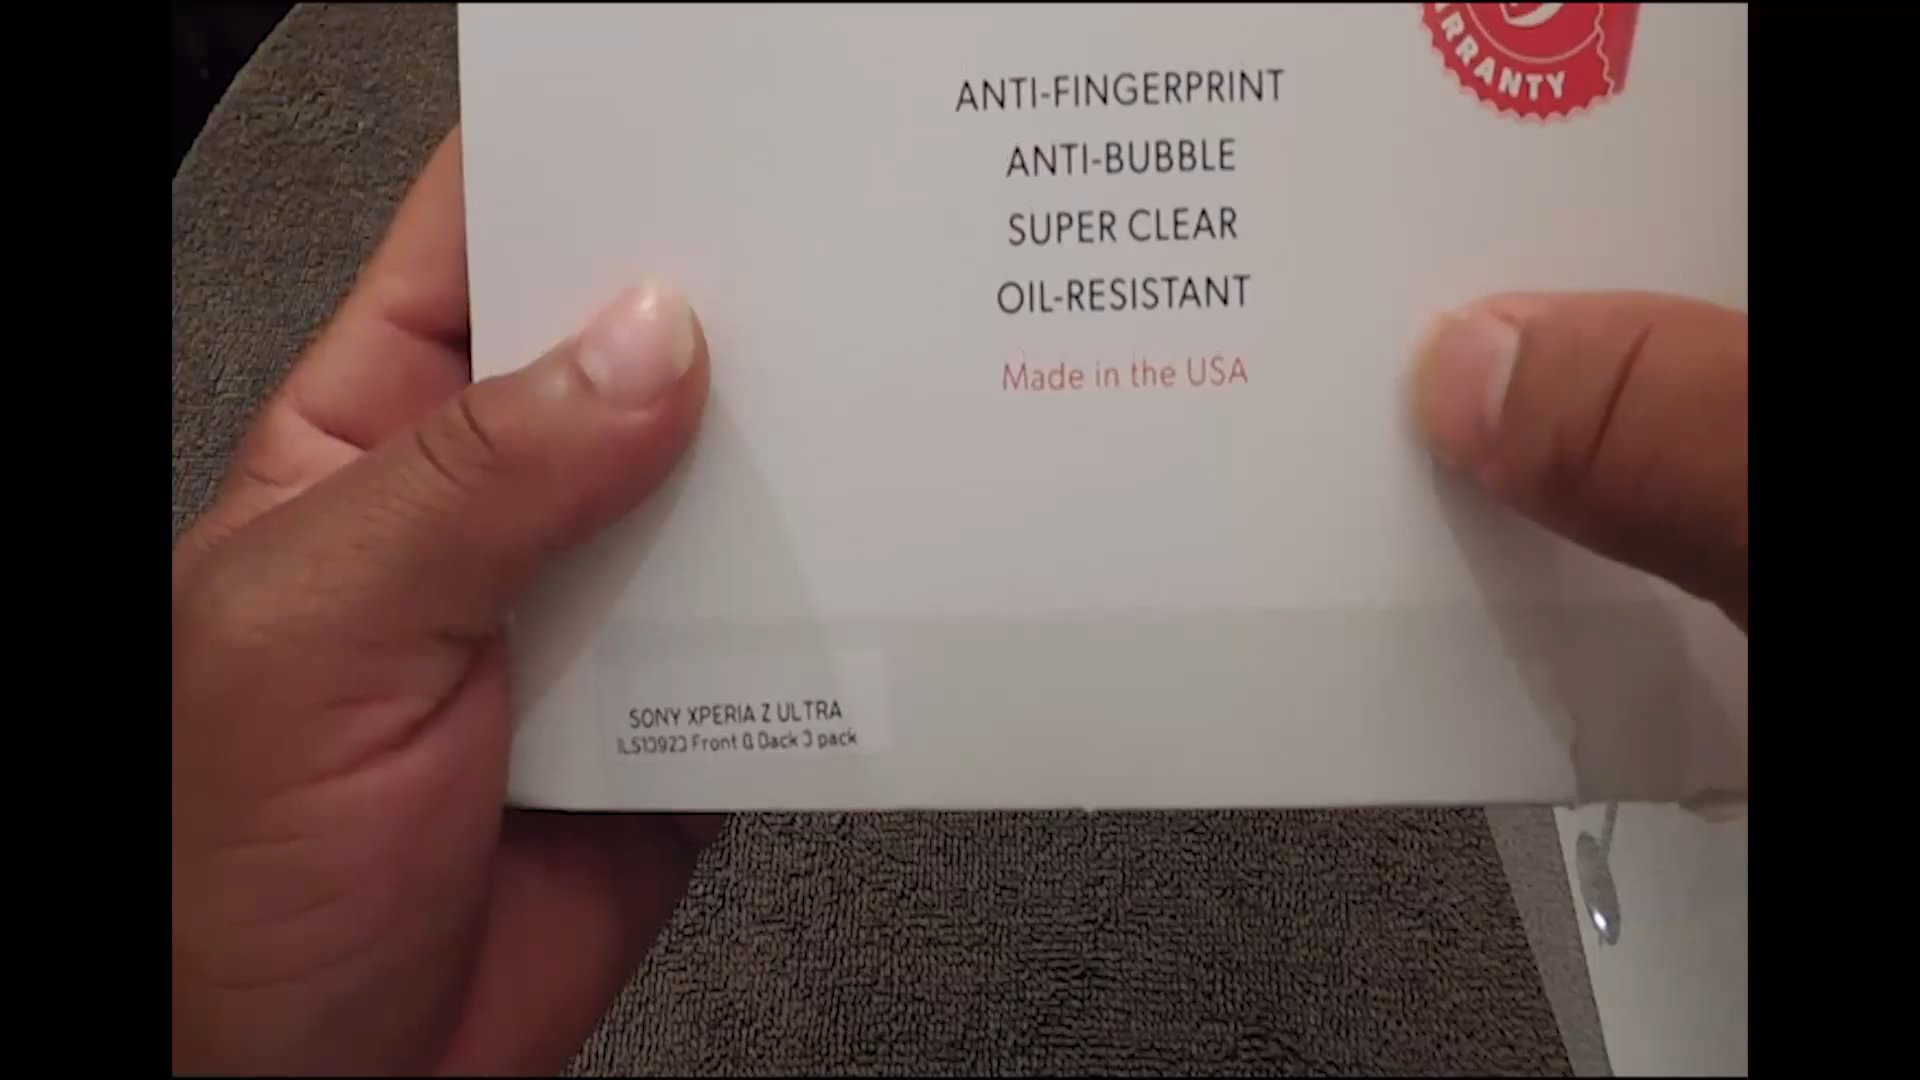 RRANTY
ANTI-FINGERPRINT
ANTI-BUBBLE
SUPER CLEAR
OIL-RESISTANT
Made in the USA
SONY XPERIA Z ULTRA
Front & Back 3 pack